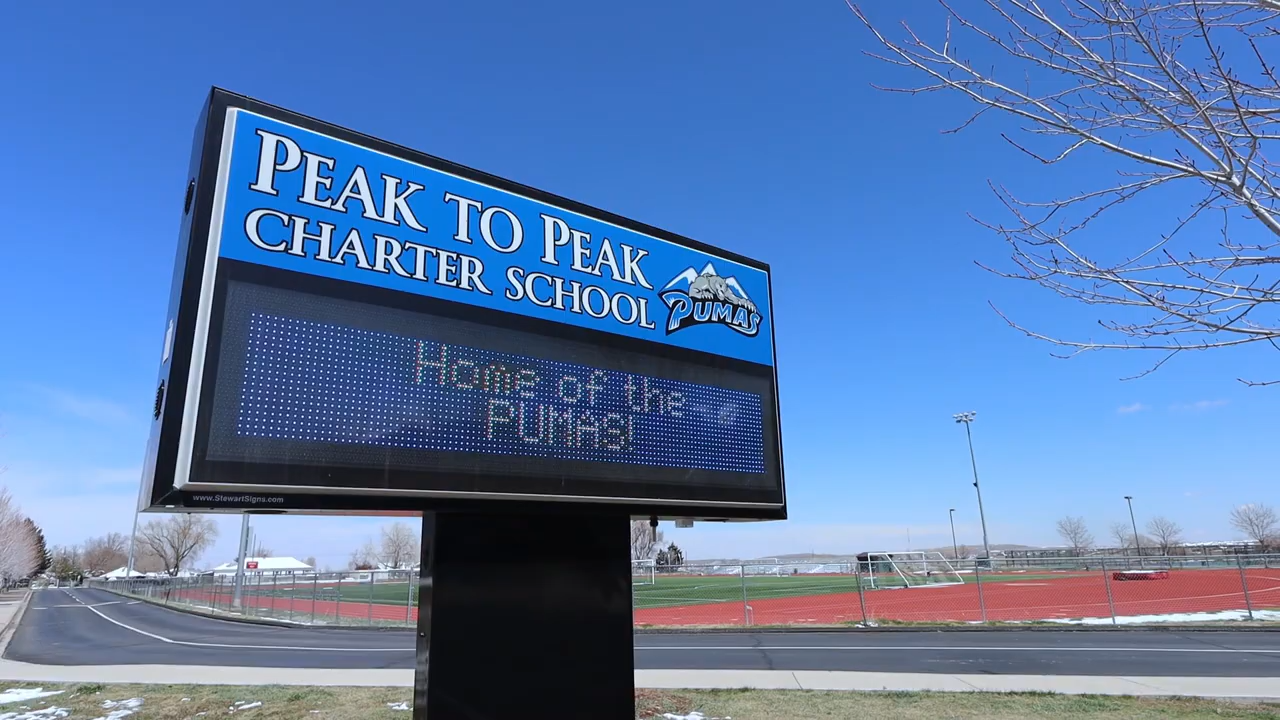 PEAK TO PEAK
CHARTER SCHOOL
PUMAS
Home of the
PUMAS!
www.StewartSigns.com